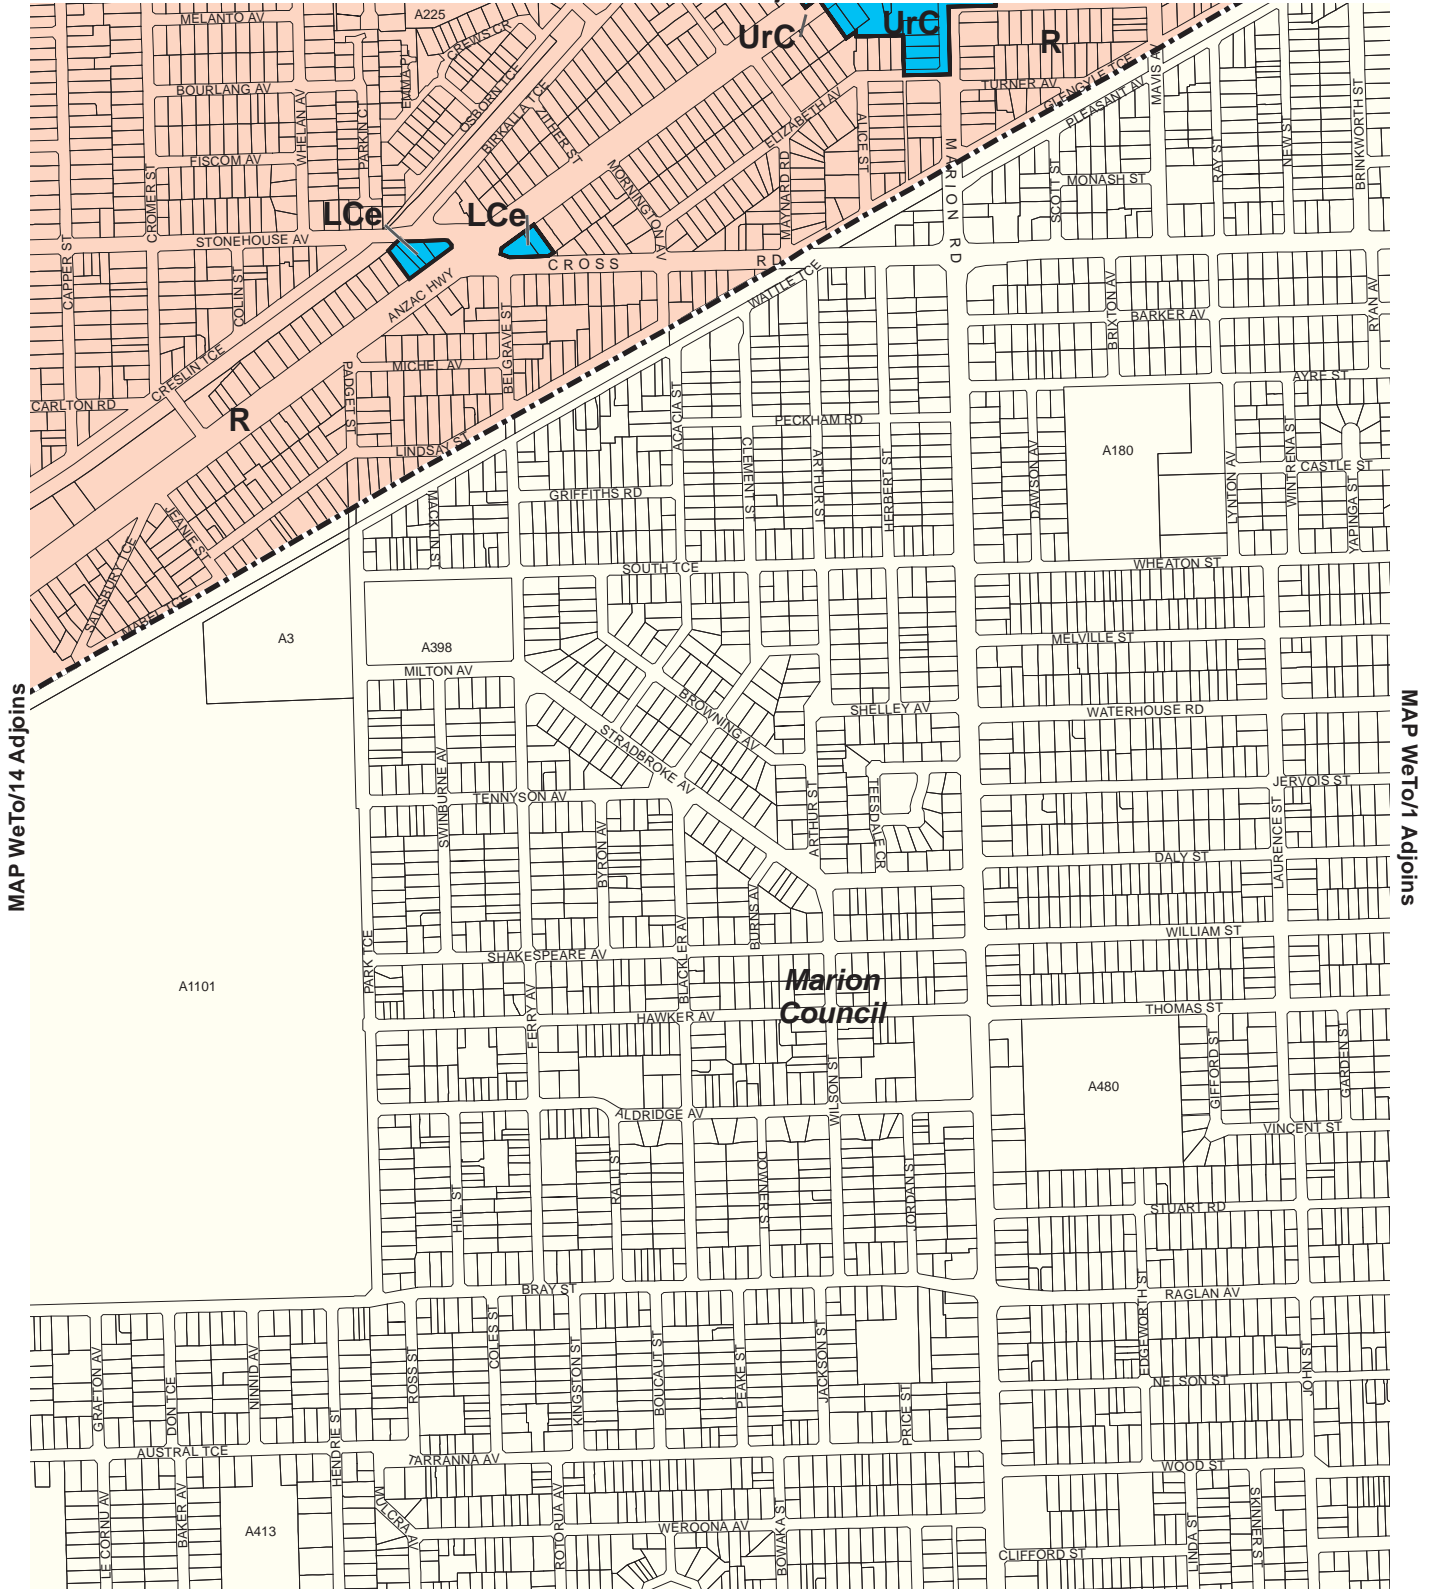 MELANTO AV
A225
CREWS CR
UrC
UrC
R
BOURLANG AV
EMMA PL
OSBORN TCE
BIRKALLA TCE
ZITHER ST
ELIZABETH AV
TURNER AV
GLENGYLE TCE
PLEASANT AV
MAVIS AV
WHELAN AV
PARKIN CT
ALICE ST
MARION RD
RAY ST
NEW ST
BRINKWORTH ST
FISCOM AV
CROMER ST
MORNINGTON AV
MAYNARD RD
SCOTT ST
MONASH ST
LCe
LCe
STONEHOUSE AV
CAPPER ST
COLIN ST
ANZAC HWY
CROSS RD
WATTLE TCE
BRIXTON AV
BARKER AV
RYAN AV
CRESLIN TCE
BELGRAVE ST
MICHEL AV
PADGET ST
CARLTON RD
R
LINDSAY ST
ACACIA ST
PECKHAM RD
AYRE ST
CLEMENT ST
ARTHUR ST
HERBERT ST
DAWSON AV
A180
LYNTON AV
WINTRENA ST
CASTLE ST
YAPINGA ST
GRIFFITHS RD
MACKLIN ST
JEANIE ST
SALISBURY TCE
MABEL TCE
SOUTH TCE
WHEATON ST
A3
A398
MILTON AV
MELVILLE ST
MAP WeTo/14 Adjoins
MAP WeTo/1 Adjoins
BROWNING AV
SHELLEY AV
WATERHOUSE RD
STRADBROKE AV
SWINBURNE AV
TENNYSON AV
BYRON AV
ARTHUR ST
TEESDALE CR
JERVOIS ST
LAURENCE ST
DALY ST
BURNS AV
BLACKLER AV
PARK TCE
SHAKESPEARE AV
WILLIAM ST
A1101
Marion
Council
FERRY AV
HAWKER AV
THOMAS ST
WILSON ST
A480
GIFFORD ST
GARDEN ST
ALDRIDGE AV
VINCENT ST
HILL ST
RALLI ST
DOWNER ST
JORDAN ST
STUART RD
BRAY ST
RAGLAN AV
EDGEWORTH ST
GRAFTON AV
DON TCE
NINNID AV
ROSS ST
COLES ST
KINGSTON ST
BOUCAUT ST
PEAKE ST
JACKSON ST
PRICE ST
NELSON ST
JOHN ST
HENDRIE ST
AUSTRAL TCE
TARRANNA AV
WOOD ST
LE CORNU AV
BAKER AV
A413
MULCRA AV
ROTORUA AV
WEROONA AV
BOWAKA ST
CLIFFORD ST
LINDA ST
SKINNER ST